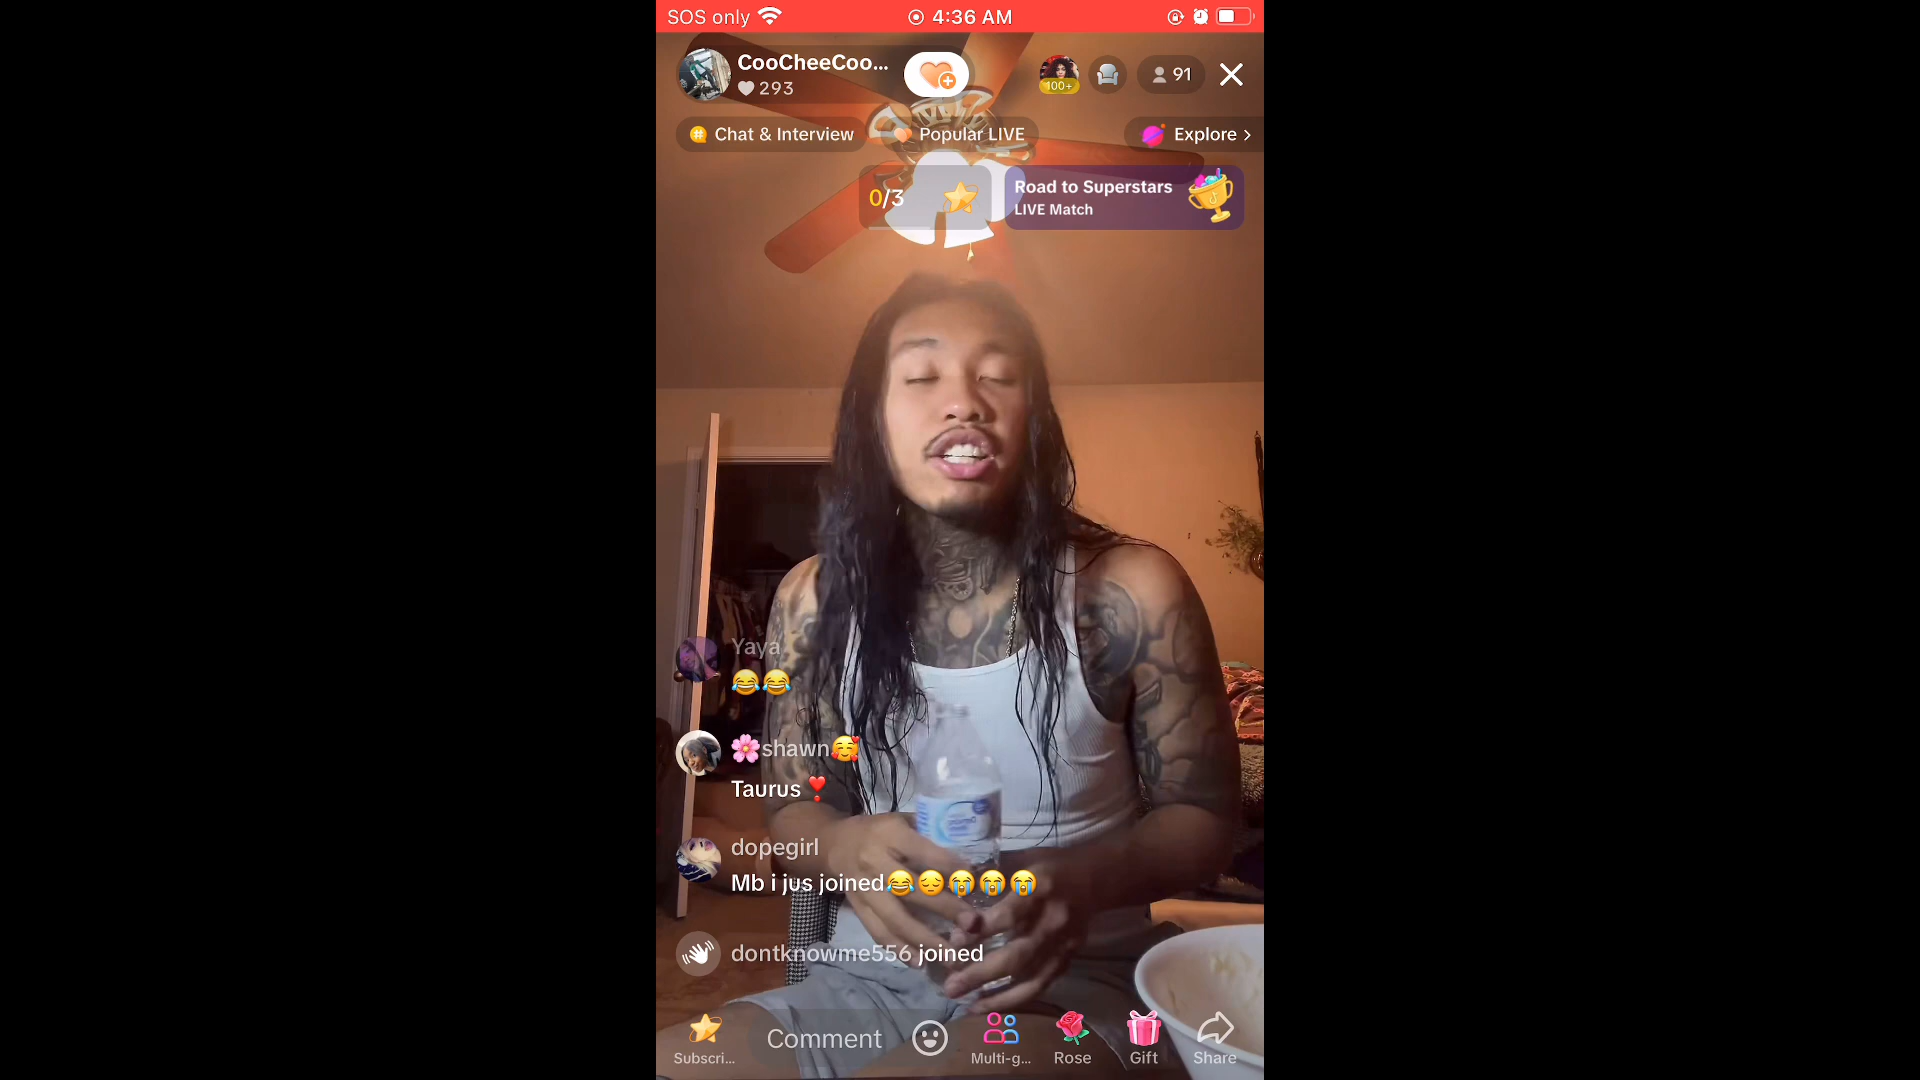 SOS only
4:36 AM
CooCheeCoo...
293
100+
91
Chat & Interview
Popular LIVE
Explore >
0/3
Road to Superstars
LIVE Match
Yaya
😂😂
🌸shawn🥰
Taurus❣️
dopegirl
Mb i jus joined😂😔😭😭😭
dontknowme556 joined
Subscri...
Comment
Multi-g...
Rose
Gift
Share